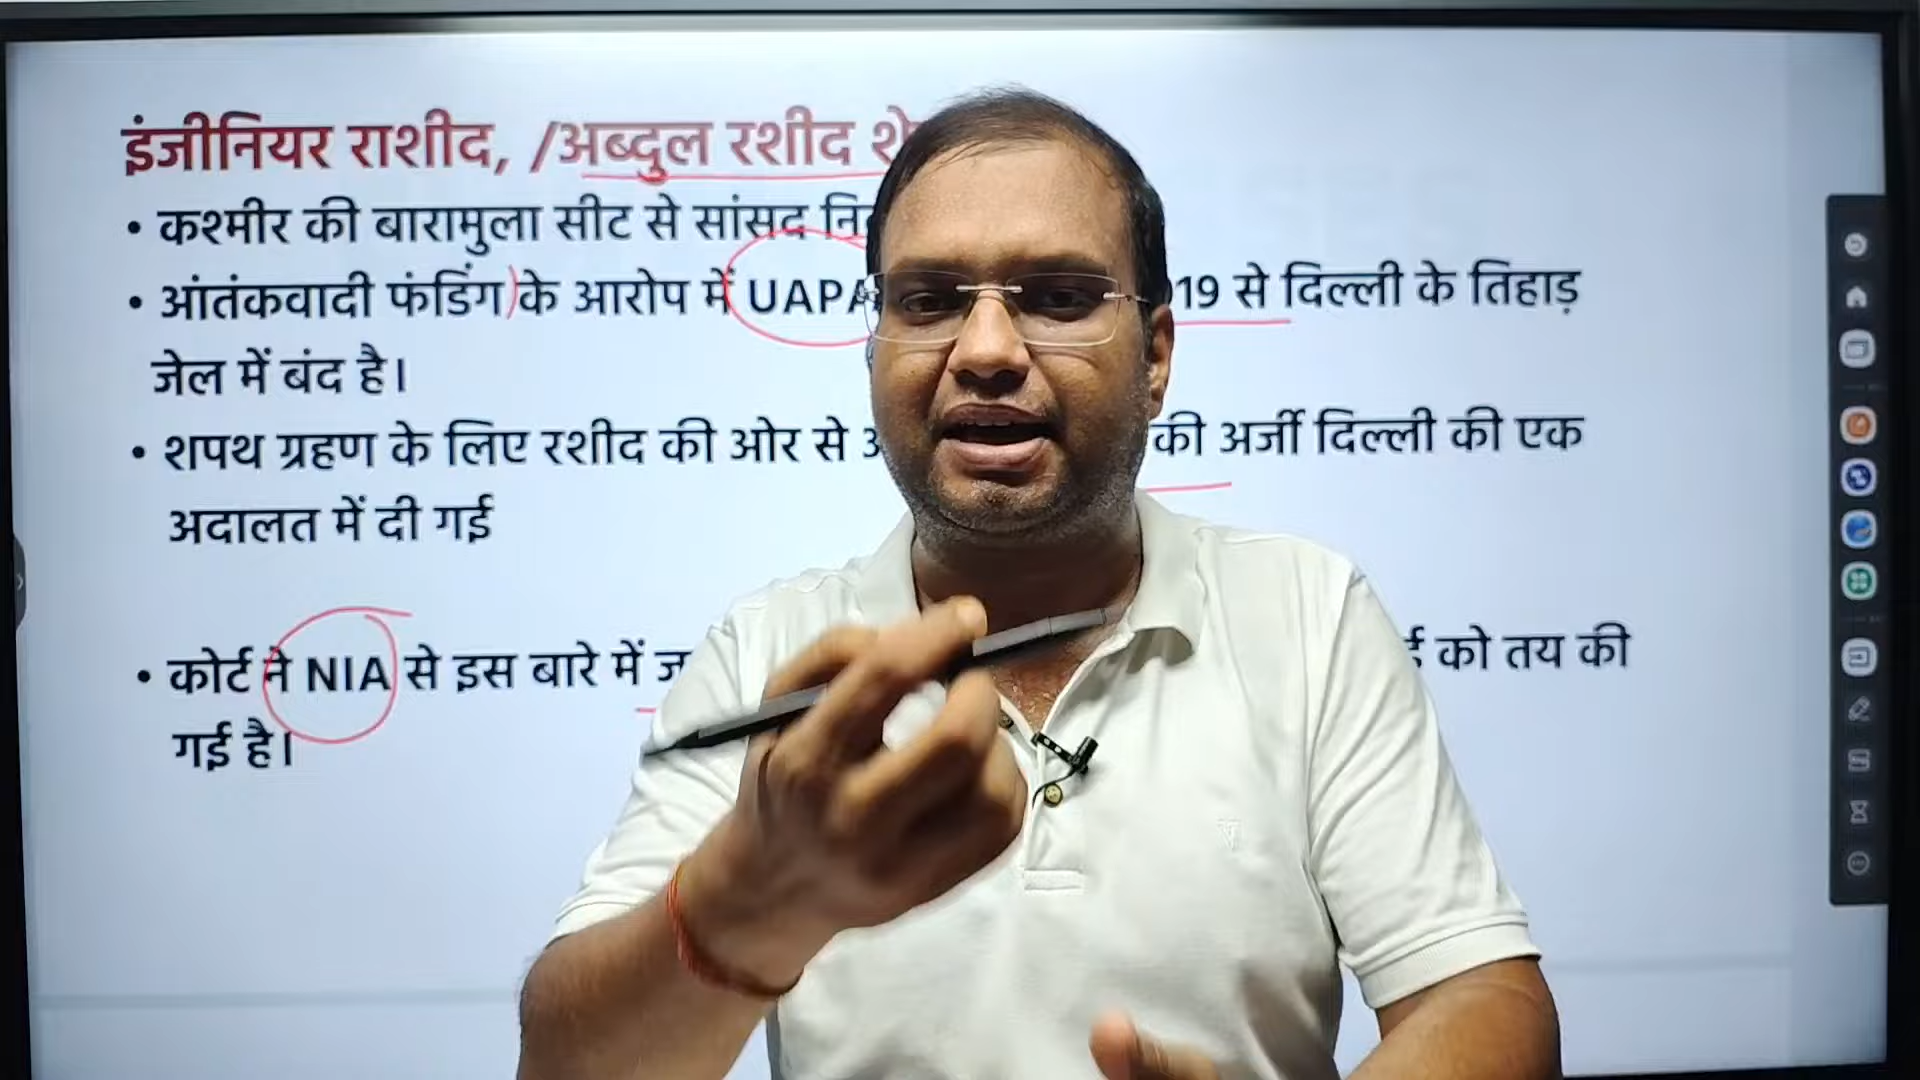 इंजीनियर राशीद, /अब्दुल रशीद
• कश्मीर की बारामुला सीट से सांसद
• आंतंकवादी फंडिंग के आरोप में UAPA 19 से दिल्ली के तिहाड़
जेल में बंद है।
• शपथ ग्रहण के लिए रशीद की ओर से की अर्जी दिल्ली की एक
अदालत में दी गई
• कोर्ट ने NIA से इस बारे में को तय की
गई है।